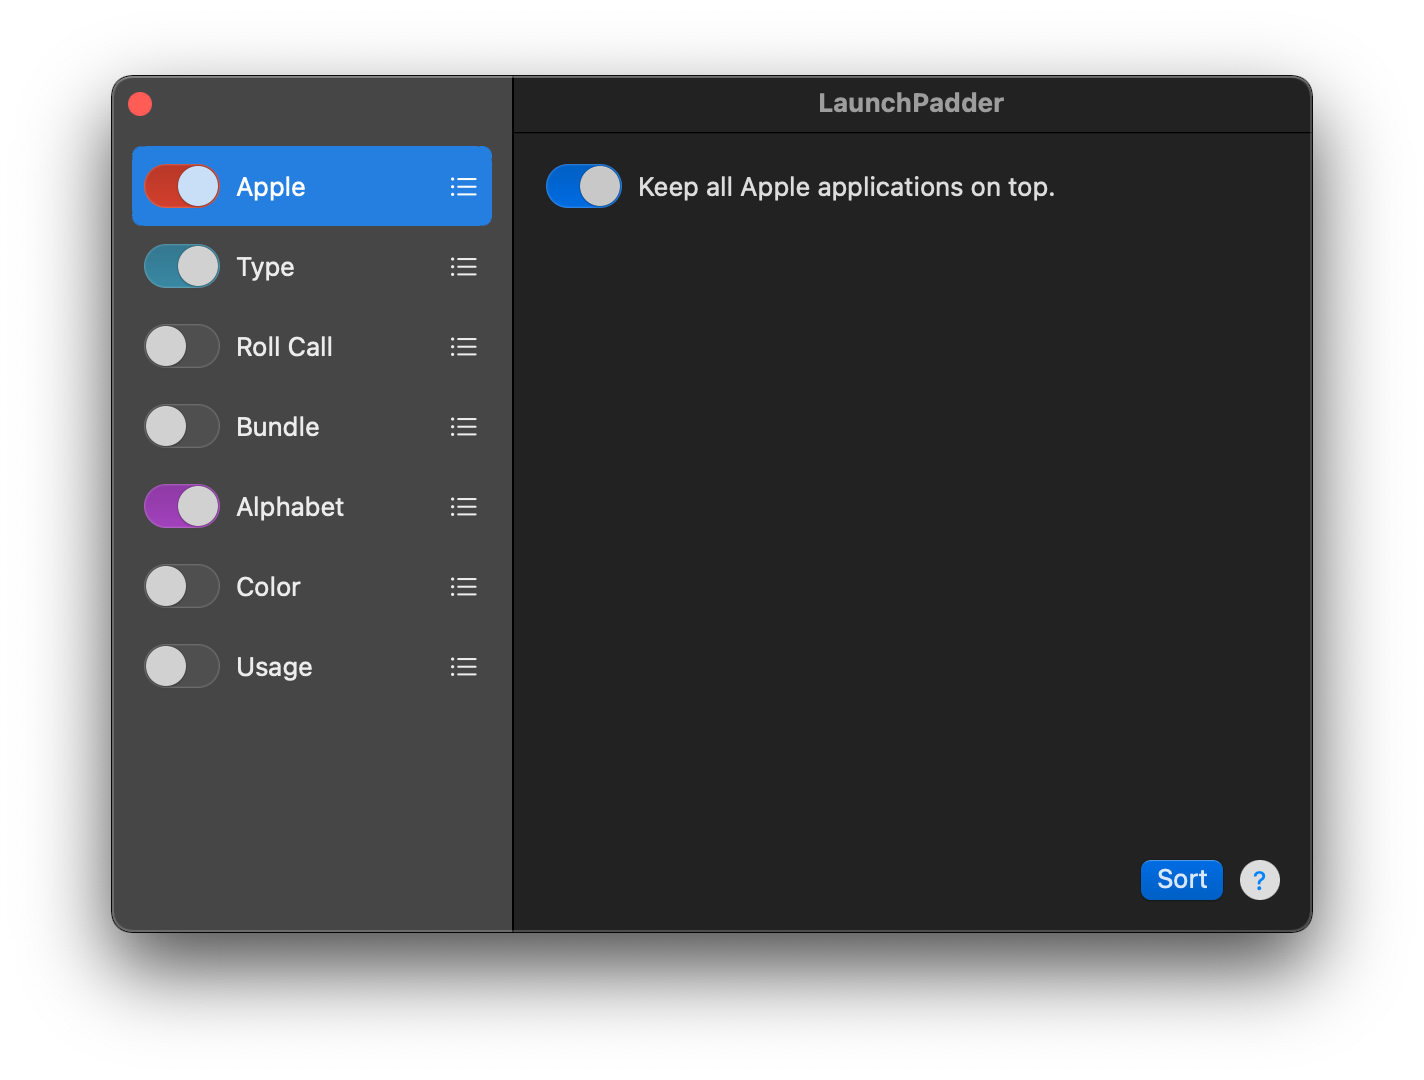 LaunchPadder
Apple
Type
Roll Call
Bundle
Alphabet
Color
Usage
Keep all Apple applications on top.
Sort
?